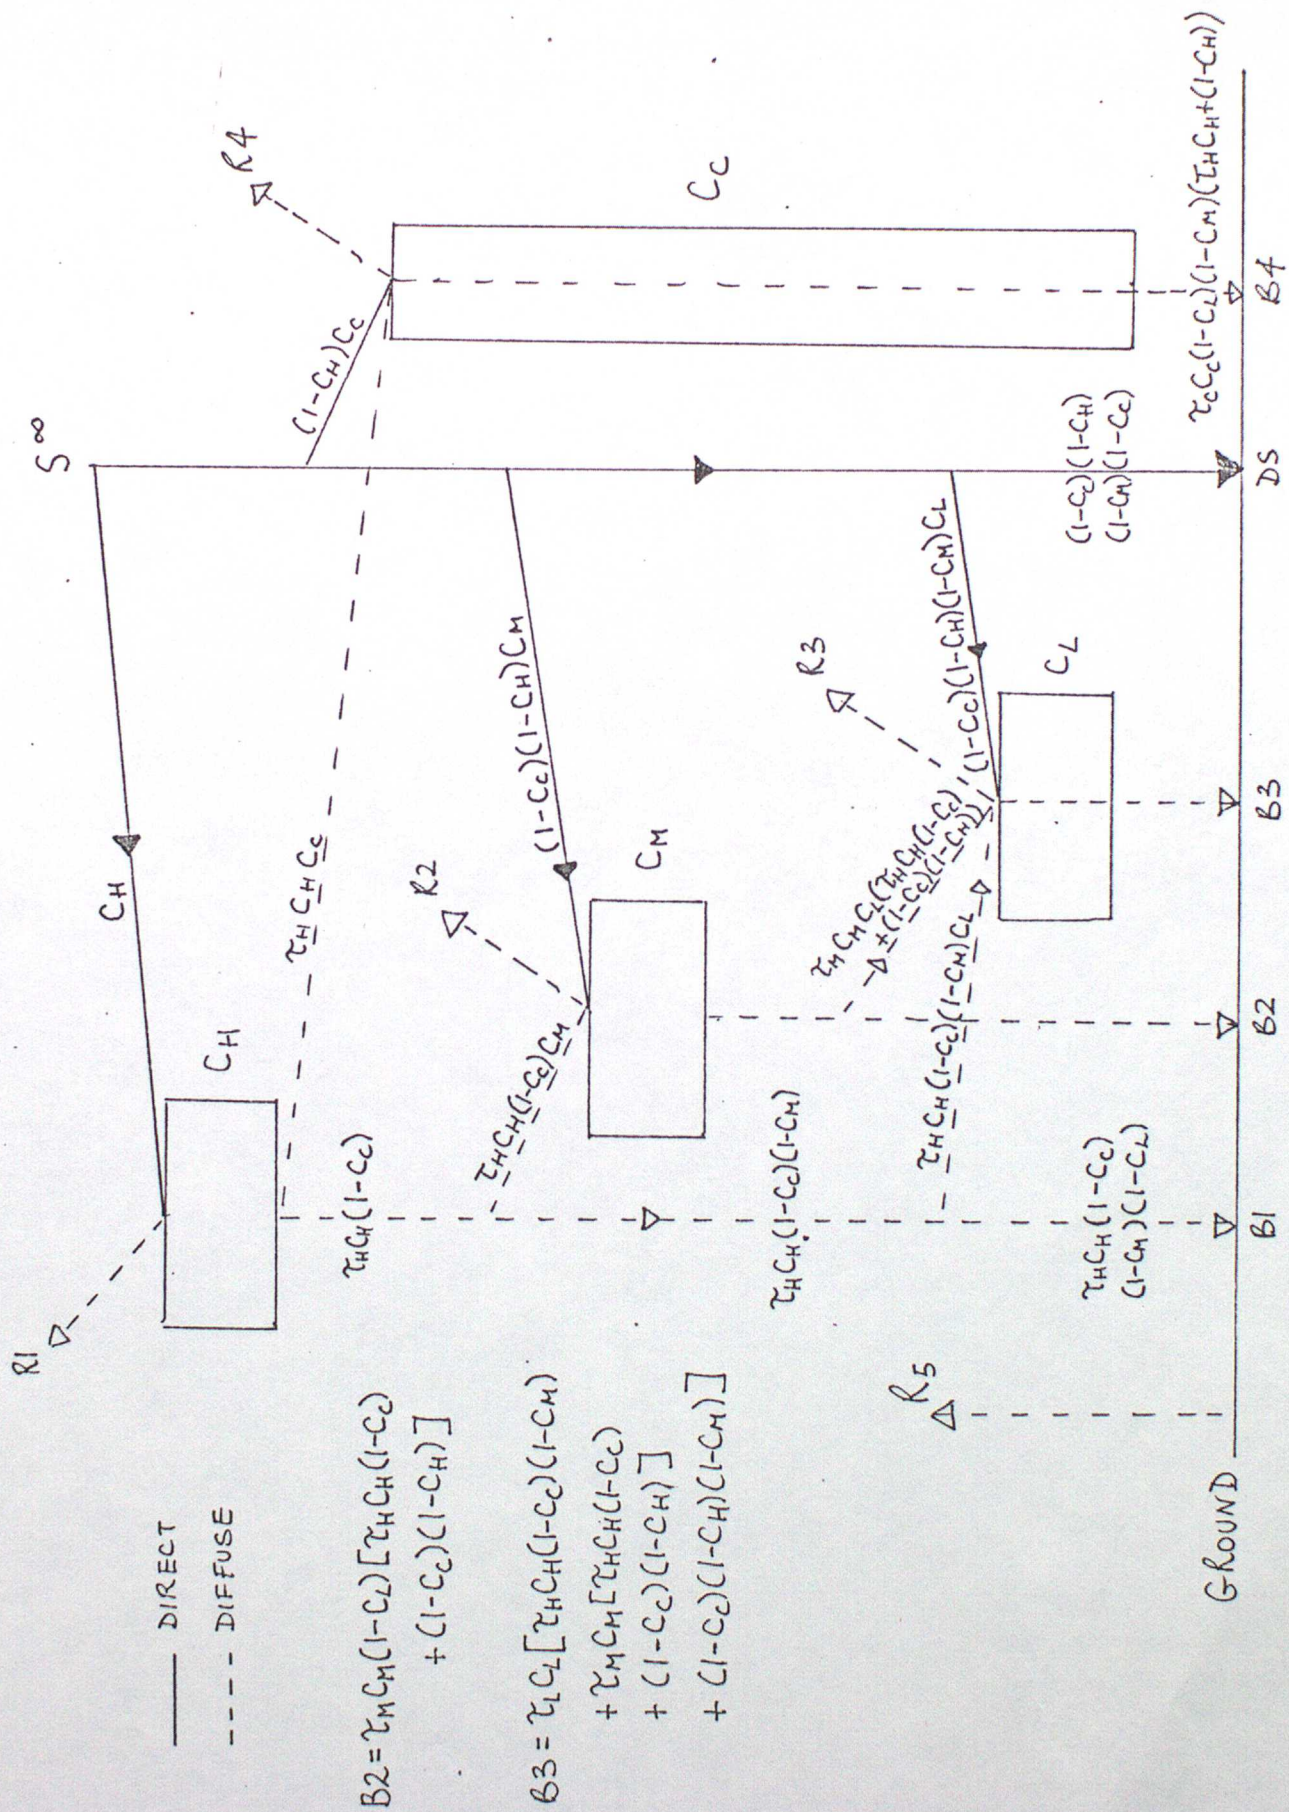 S∞
R4
(1-CH)CC
CC
CH
τHCHCC
R1
CH
τHCH(1-CC)
(1-CC)(1-CH)CM
R2
CM
τHCH(1-CC)CM
τHCH(1-CC)(1-CM)
R3
CL
(1-CC)(1-CH)(1-CM)CL
τMCMCL(τHCH(1-CC)
+(1-CC)(1-CH))
τHCH(1-CC)(1-CM)CL
τHCH(1-CC)
(1-CM)(1-CL)
(1-CC)(1-CH)
(1-CM)(1-CC)
τCCC(1-CL)(1-CM)(τHCH+(1-CH))
R5
GROUND
B1
B2
B3
DS
B4
—— DIRECT
---- DIFFUSE
B2=τMCM(1-CL)[τHCH(1-CC)
+(1-CC)(1-CH)]
B3=τLCL[τHCH(1-CC)(1-CM)
+τMCM[τHCH(1-CC)
+(1-CC)(1-CH)]
+(1-CC)(1-CH)(1-CM)]